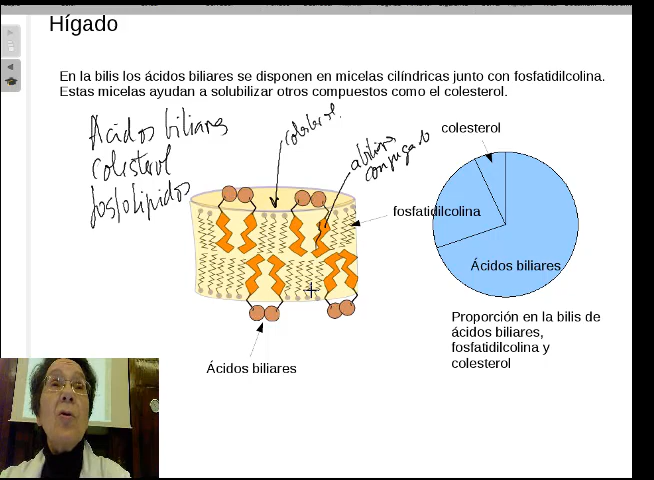 Hígado
En la bilis los ácidos biliares se disponen en micelas cilíndricas junto con fosfatidilcolina.
Estas micelas ayudan a solubilizar otros compuestos como el colesterol.
Ácidos biliares
colesterol
fosfolípidos
colesterol.
conjugado
colesterol
fosfatidilcolina
Ácidos biliares
Ácidos biliares
Proporción en la bilis de
ácidos biliares,
fosfatidilcolina y
colesterol